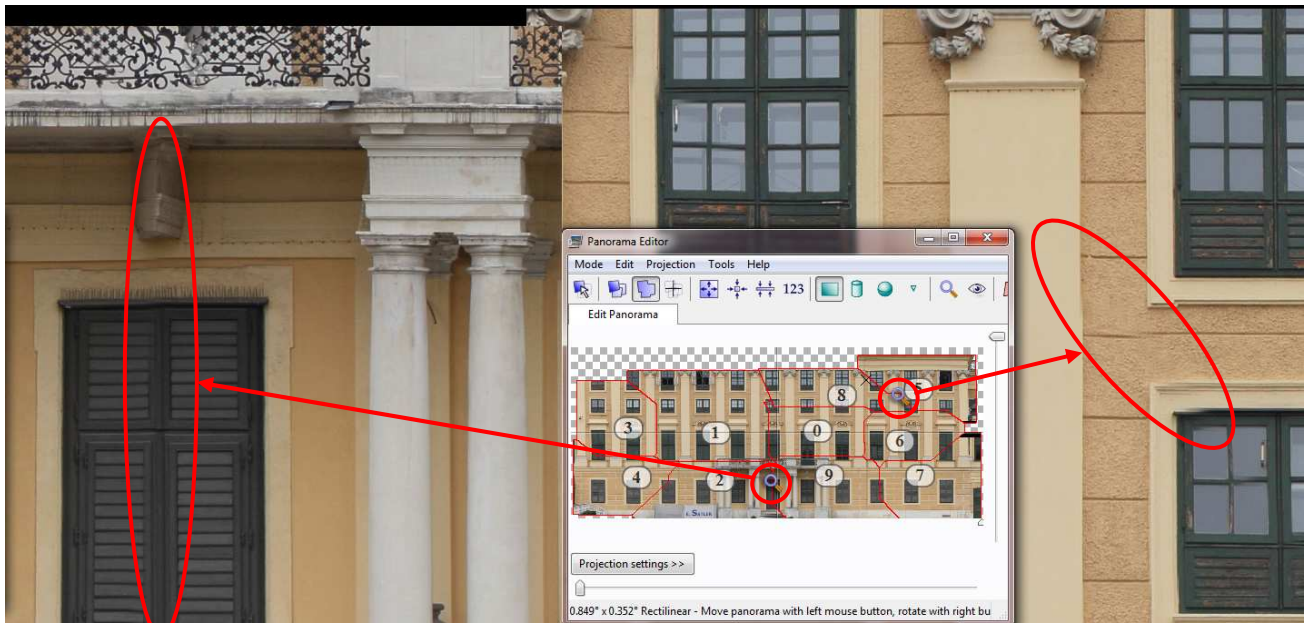 Panorama Editor
Mode Edit Projection Tools Help
123
Edit Panorama
8 5
3 1 0 6
4 2 9 7
Projection settings >>
0.849° x 0.352° Rectilinear - Move panorama with left mouse button, rotate with right bu